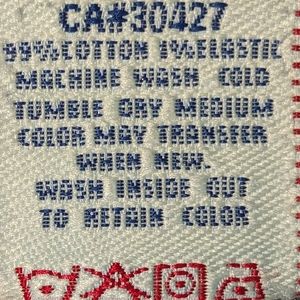 CA#30427
99%COTTON 1%ELASTIC
MACHINE WASH COLD
TUMBLE DRY MEDIUM
COLOR MAY TRANSFER
WHEN NEW.
WASH INSIDE OUT
TO RETAIN COLOR